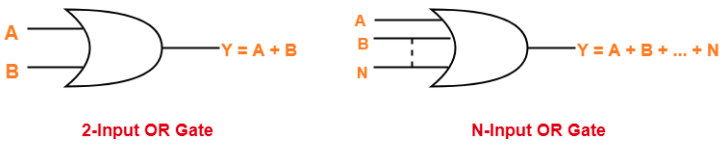 A
B
Y = A + B
2-Input OR Gate
A
B
N
Y = A + B + ... + N
N-Input OR Gate